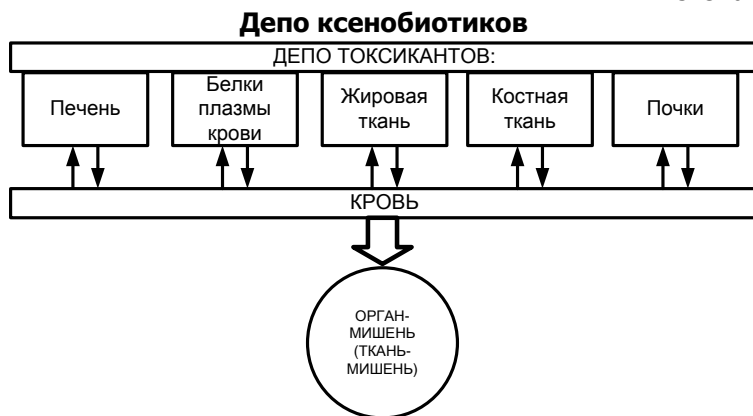 Депо ксенобиотиков
ДЕПО ТОКСИКАНТОВ:
Печень
Белки
плазмы
крови
Жировая
ткань
Костная
ткань
Почки
КРОВЬ
ОРГАН-
МИШЕНЬ
(ТКАНЬ-
МИШЕНЬ)